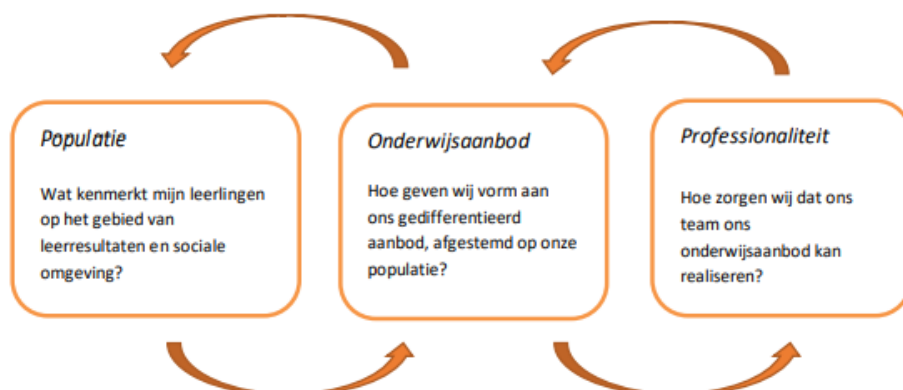 Populatie
Wat kenmerkt mijn leerlingen
op het gebied van
leerresultaten en sociale
omgeving?
Onderwijsaanbod
Hoe geven wij vorm aan
ons gedifferentieerd
aanbod, afgestemd op onze
populatie?
Professionaliteit
Hoe zorgen wij dat ons
team ons
onderwijsaanbod kan
realiseren?